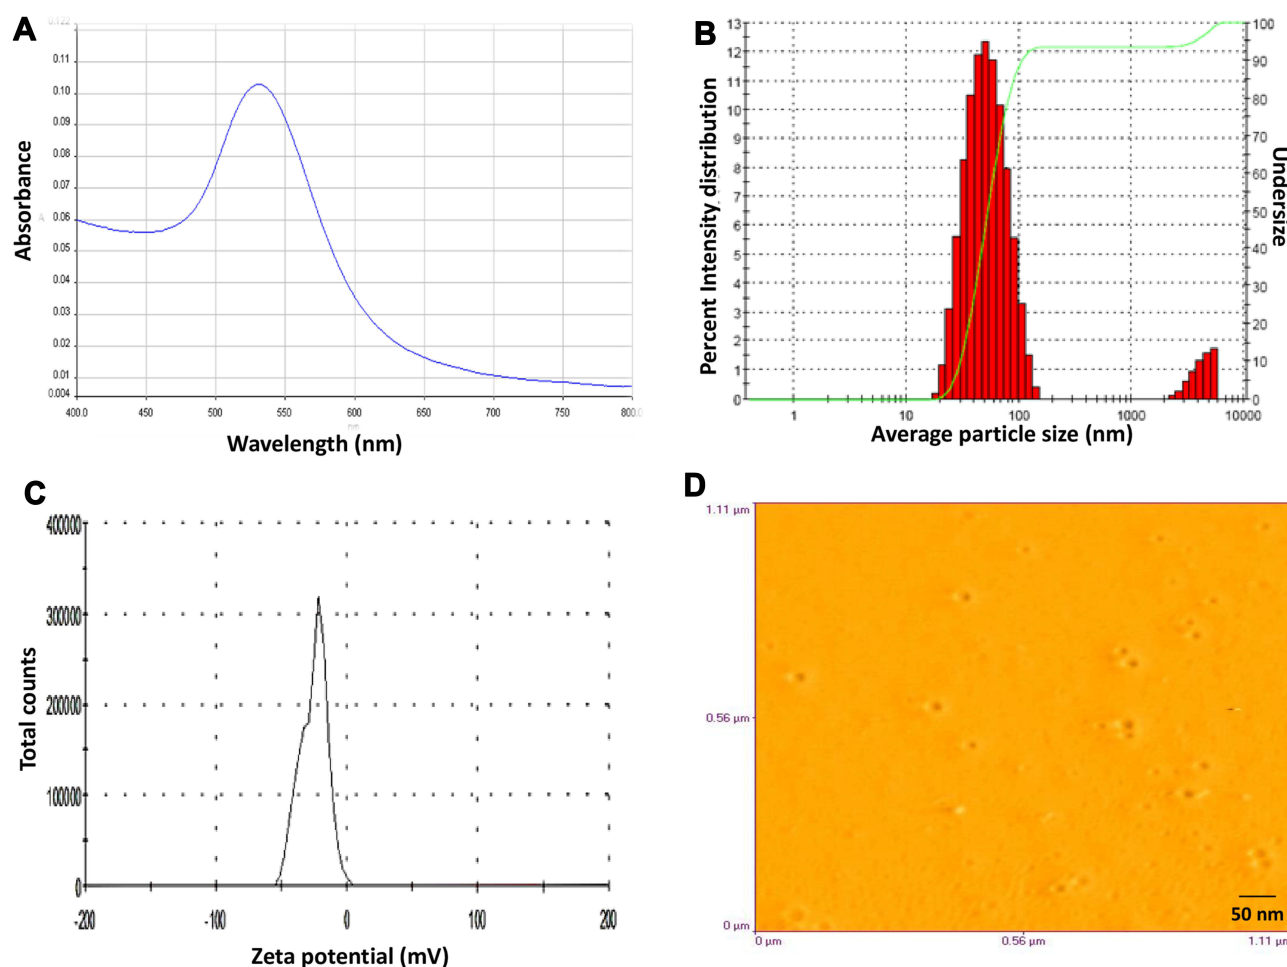 A
0.122
0.11
0.10
0.09
0.08
0.07
0.06
0.05
0.04
0.03
0.02
0.01
0.004
Absorbance
A
400.0 450 500 550 600 650 700 750 800.0
nm
Wavelength (nm)
B
13
12
11
10
9
8
7
6
5
4
3
2
1
0
Percent Intensity distribution
100
90
80
70
60
50
40
30
20
10
0
Undersize
1 10 100 1000 10000
Average particle size (nm)
C
400000
300000
200000
100000
0
Total counts
-200 -100 0 100 200
Zeta potential (mV)
D
1.11 µm
0.56 µm
0 µm
50 nm
0 µm 0.56 µm 1.11 µm